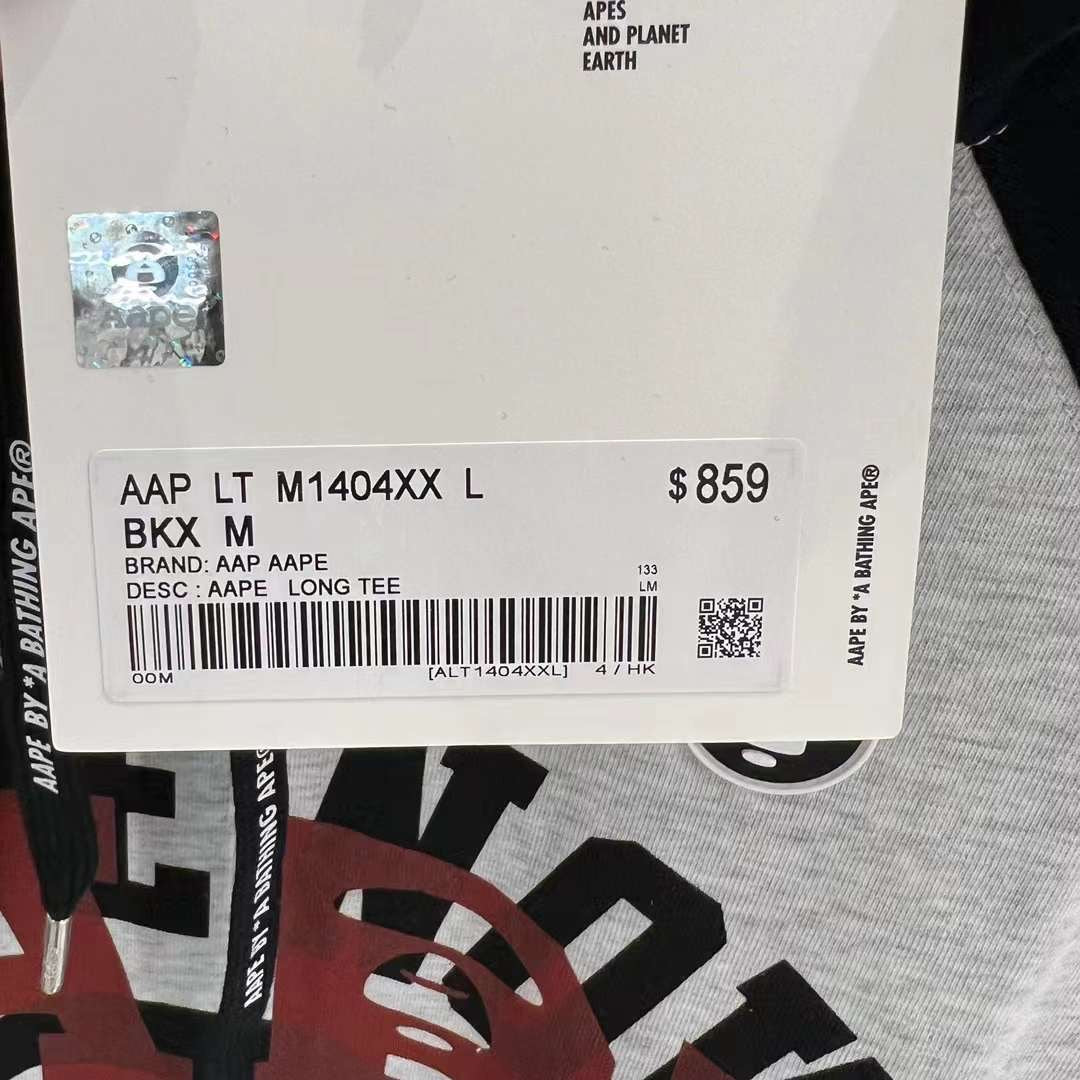 APES
AND PLANET
EARTH
Aape
AAP LT M1404XX L
$859
BKX M
BRAND: AAP AAPE
DESC : AAPE LONG TEE
133
LM
00M
[ALT1404XXL]
4 / HK
AAPE BY *A BATHING APE®
AAPE BY *A BATHING APE®
AAPE BY *A BATHING APE®